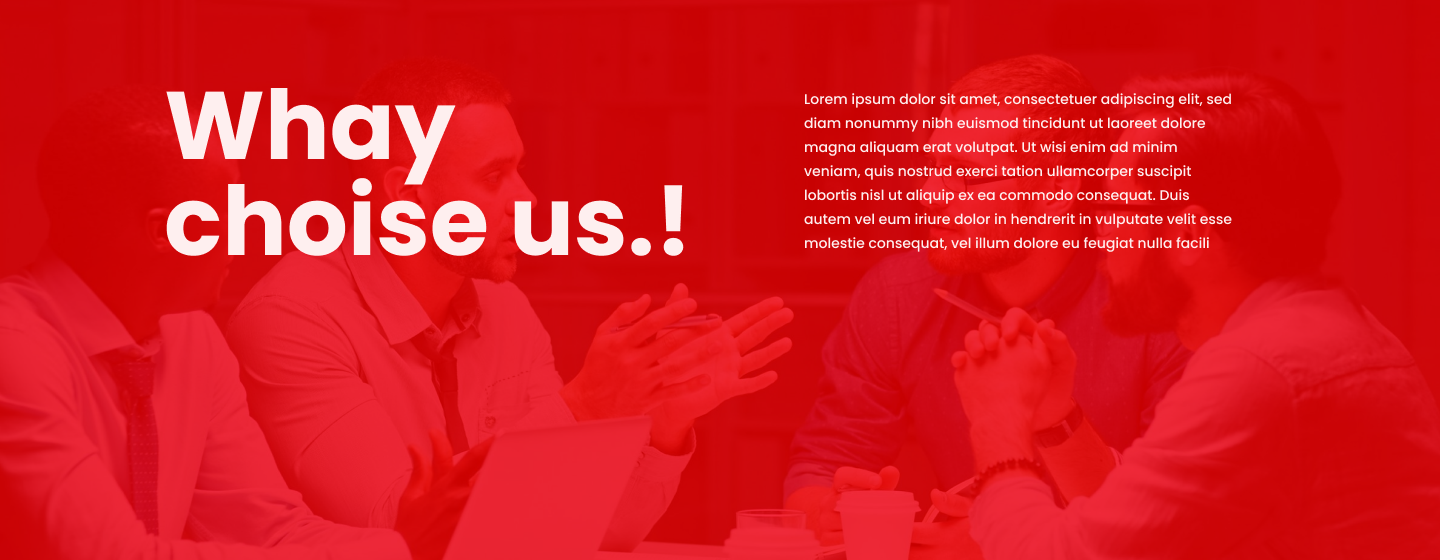 Whay
choise us.!
Lorem ipsum dolor sit amet, consectetuer adipiscing elit, sed
diam nonummy nibh euismod tincidunt ut laoreet dolore
magna aliquam erat volutpat. Ut wisi enim ad minim
veniam, quis nostrud exerci tation ullamcorper suscipit
lobortis nisl ut aliquip ex ea commodo consequat. Duis
autem vel eum iriure dolor in hendrerit in vulputate velit esse
molestie consequat, vel illum dolore eu feugiat nulla facili